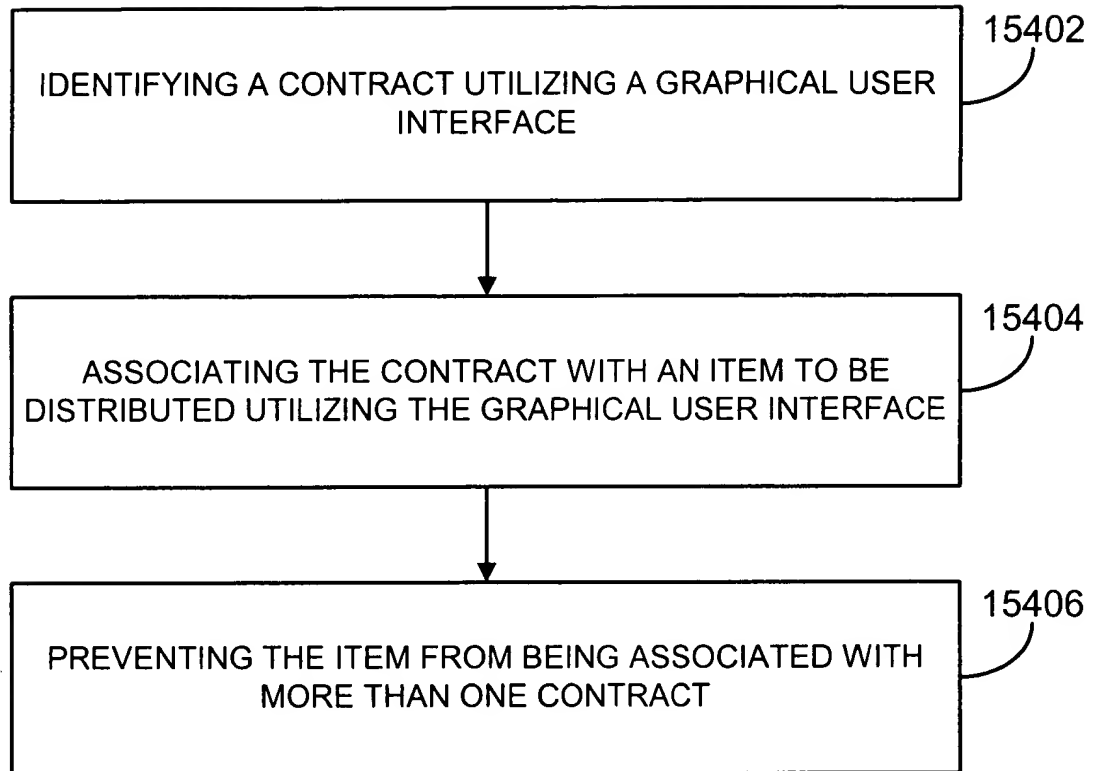 15402
IDENTIFYING A CONTRACT UTILIZING A GRAPHICAL USER
INTERFACE
15404
ASSOCIATING THE CONTRACT WITH AN ITEM TO BE
DISTRIBUTED UTILIZING THE GRAPHICAL USER INTERFACE
15406
PREVENTING THE ITEM FROM BEING ASSOCIATED WITH
MORE THAN ONE CONTRACT